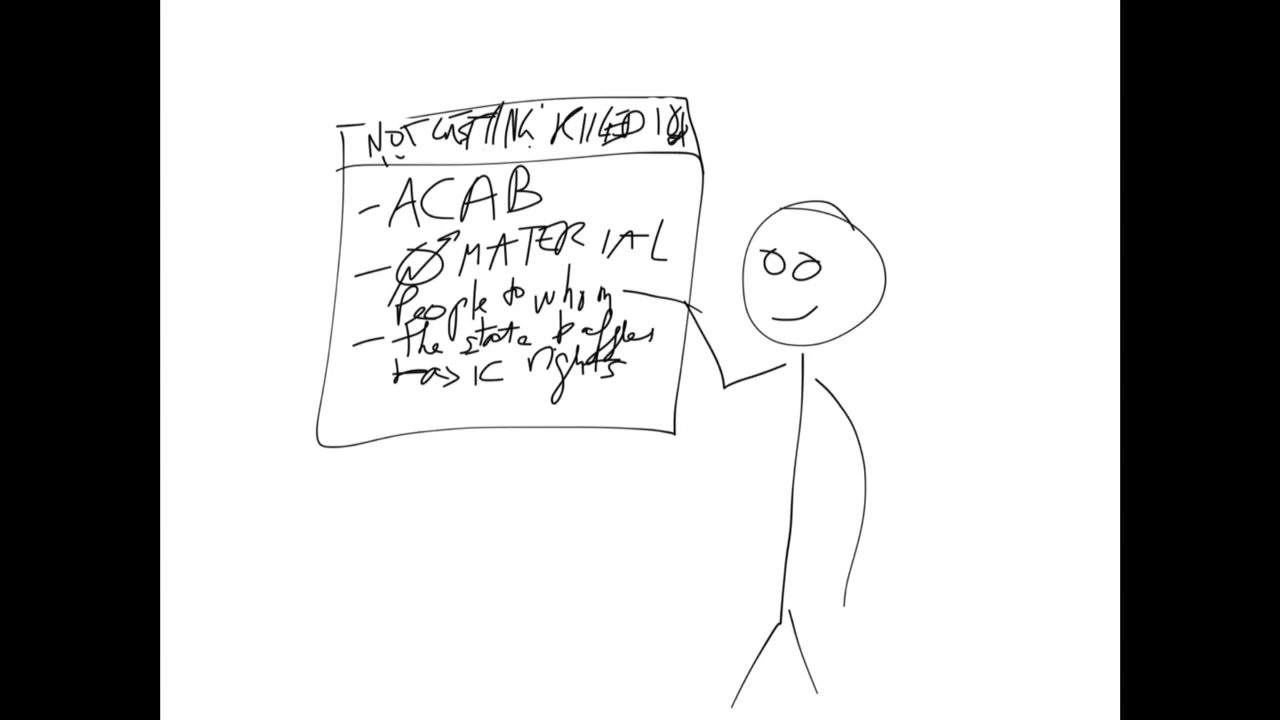 NOT GETTING KILLED 101
- ACAB
- MATERIAL
People to whom
- the state
basic rights